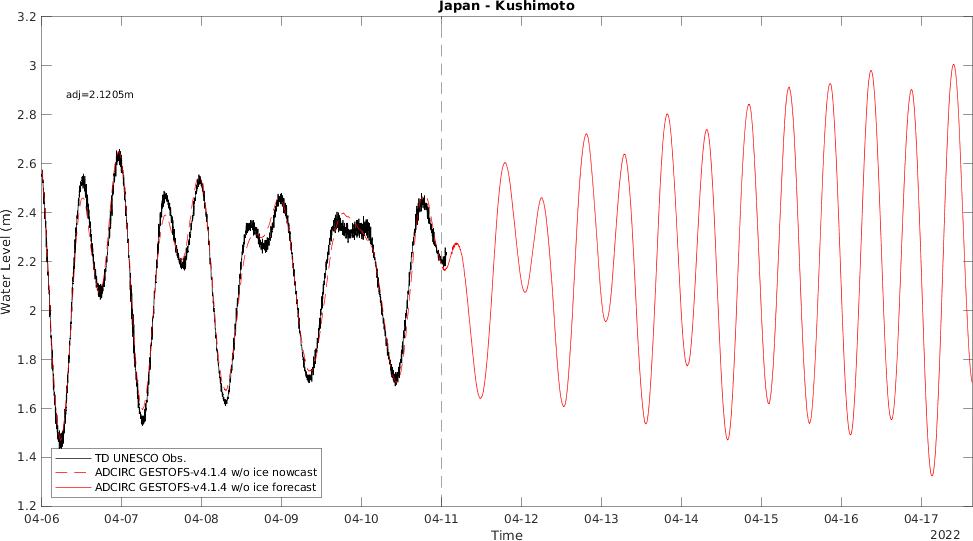 Japan - Kushimoto
3.2
3
2.8
2.6
2.4
2.2
2
1.8
1.6
1.4
1.2
Water Level (m)
adj=2.1205m
TD UNESCO Obs.
ADCIRC GESTOFS-v4.1.4 w/o ice nowcast
ADCIRC GESTOFS-v4.1.4 w/o ice forecast
04-06 04-07 04-08 04-09 04-10 04-11 04-12 04-13 04-14 04-15 04-16 04-17
Time
2022